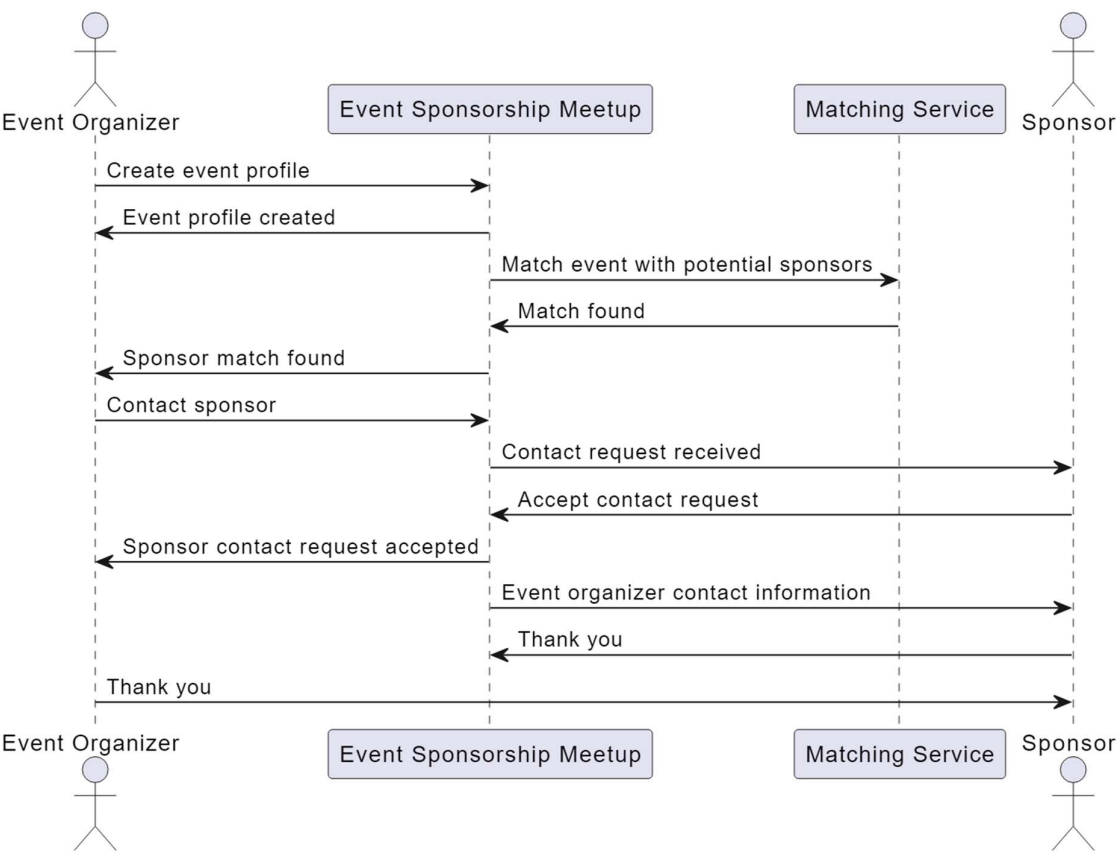 Event Organizer
Event Sponsorship Meetup
Matching Service
Sponsor
Create event profile
Event profile created
Match event with potential sponsors
Match found
Sponsor match found
Contact sponsor
Contact request received
Accept contact request
Sponsor contact request accepted
Event organizer contact information
Thank you
Thank you
Event Organizer
Event Sponsorship Meetup
Matching Service
Sponsor